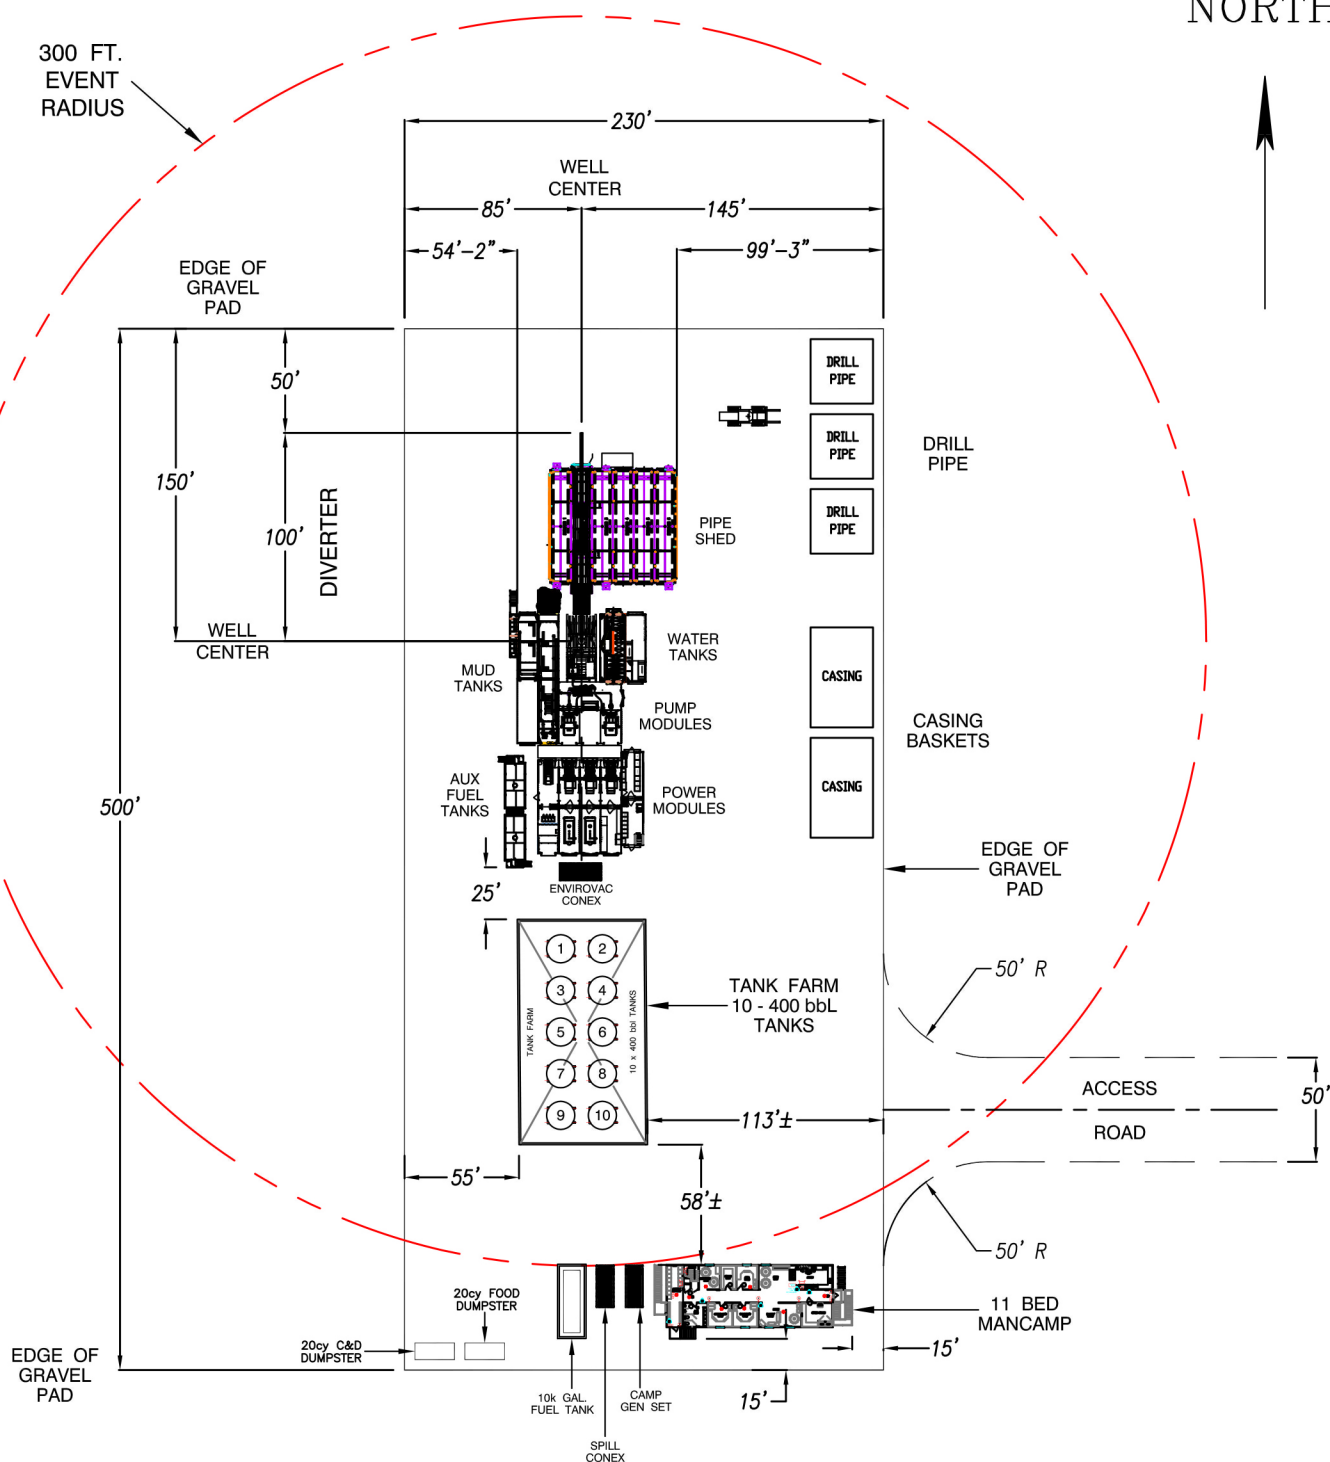 NORTH
300 FT.
EVENT
RADIUS
230'
WELL
CENTER
85'
145'
54'-2"
99'-3"
EDGE OF
GRAVEL
PAD
50'
DRILL
PIPE
DRILL
PIPE
DRILL
PIPE
DRILL
PIPE
150'
100'
DIVERTER
PIPE
SHED
WELL
CENTER
WATER
TANKS
MUD
TANKS
CASING
PUMP
MODULES
CASING
BASKETS
AUX
FUEL
TANKS
POWER
MODULES
CASING
500'
EDGE OF
GRAVEL
PAD
25'
ENVIROVAC
CONEX
1
2
3
4
5
6
7
8
9
10
TANK FARM
10 x 400 bbl TANKS
TANK FARM
10 - 400 bbL
TANKS
50' R
ACCESS
ROAD
50'
113'±
55'
58'±
50' R
20cy FOOD
DUMPSTER
11 BED
MANCAMP
20cy C&D
DUMPSTER
15'
EDGE OF
GRAVEL
PAD
10k GAL.
FUEL TANK
CAMP
GEN SET
15'
SPILL
CONEX